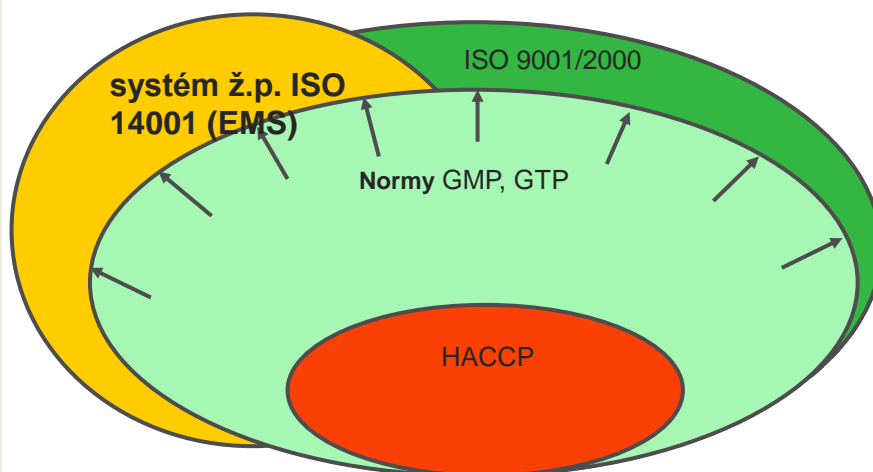 ISO 9001/2000
systém ž.p. ISO
14001 (EMS)
Normy GMP, GTP
HACCP